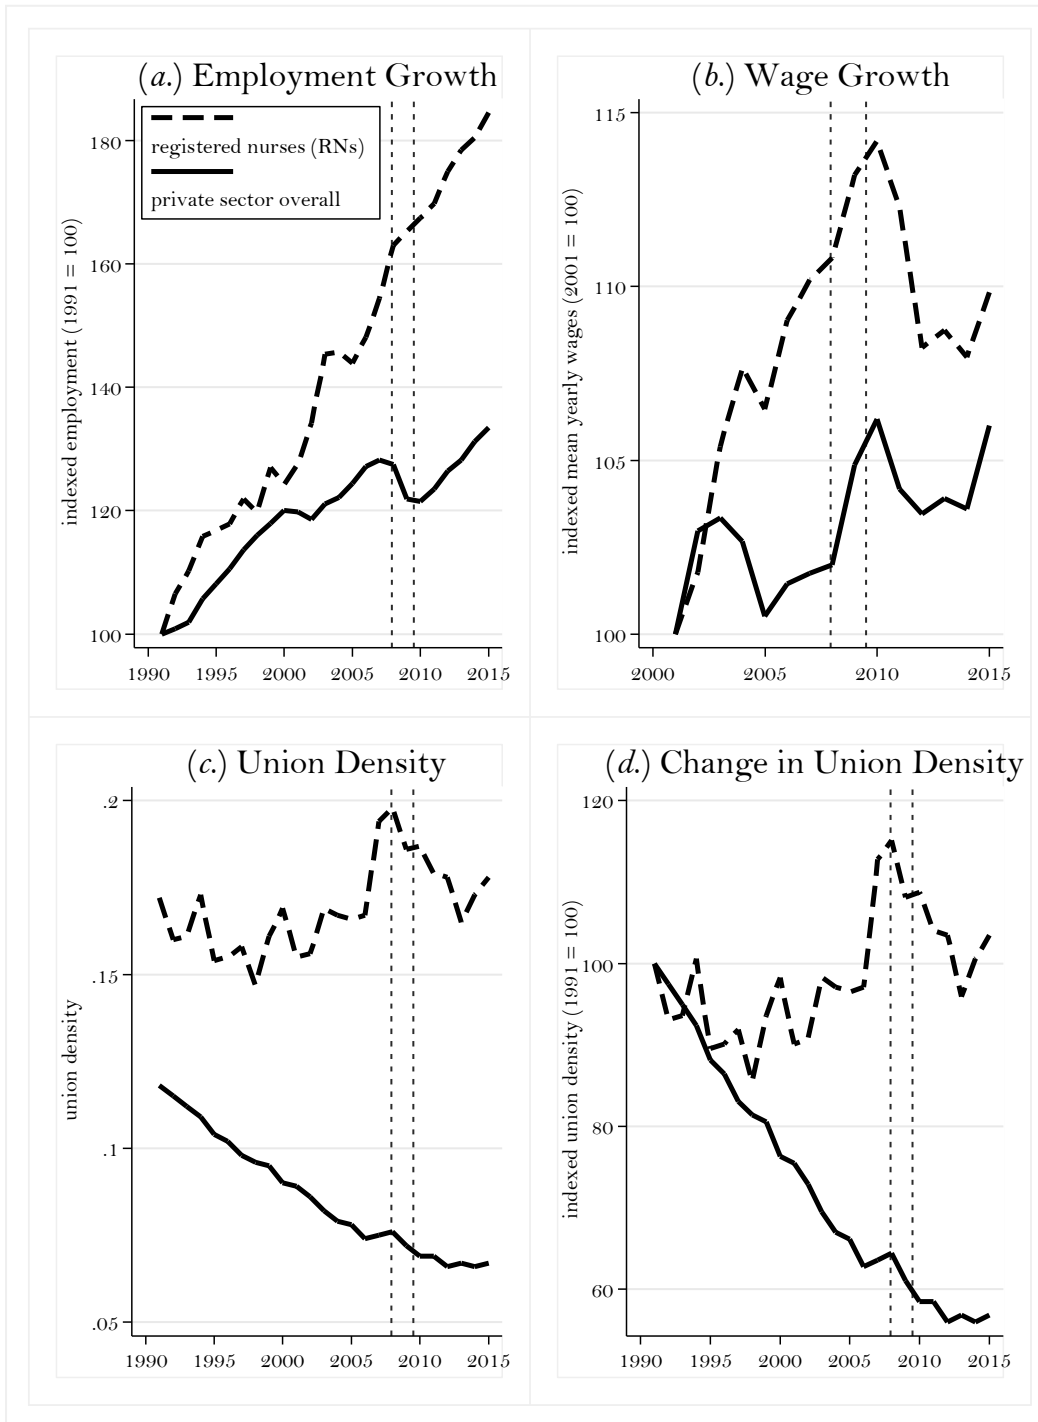 (a.) Employment Growth
registered nurses (RNs)
private sector overall
indexed employment (1991 = 100)
180
160
140
120
100
1990 1995 2000 2005 2010 2015
(b.) Wage Growth
indexed mean yearly wages (2001 = 100)
115
110
105
100
2000 2005 2010 2015
(c.) Union Density
union density
.2
.15
.1
.05
1990 1995 2000 2005 2010 2015
(d.) Change in Union Density
indexed union density (1991 = 100)
120
100
80
60
1990 1995 2000 2005 2010 2015